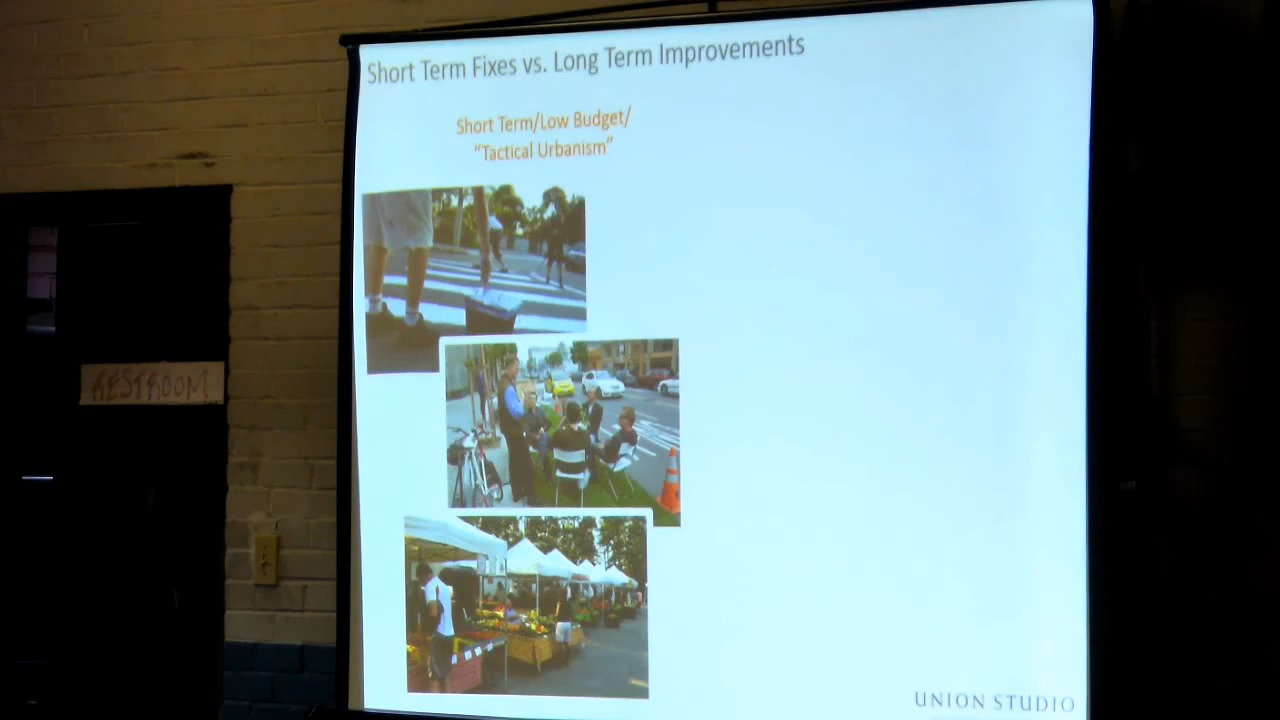 Short Term Fixes vs. Long Term Improvements
Short Term/Low Budget/
“Tactical Urbanism”
RESTROOM
UNION STUDIO